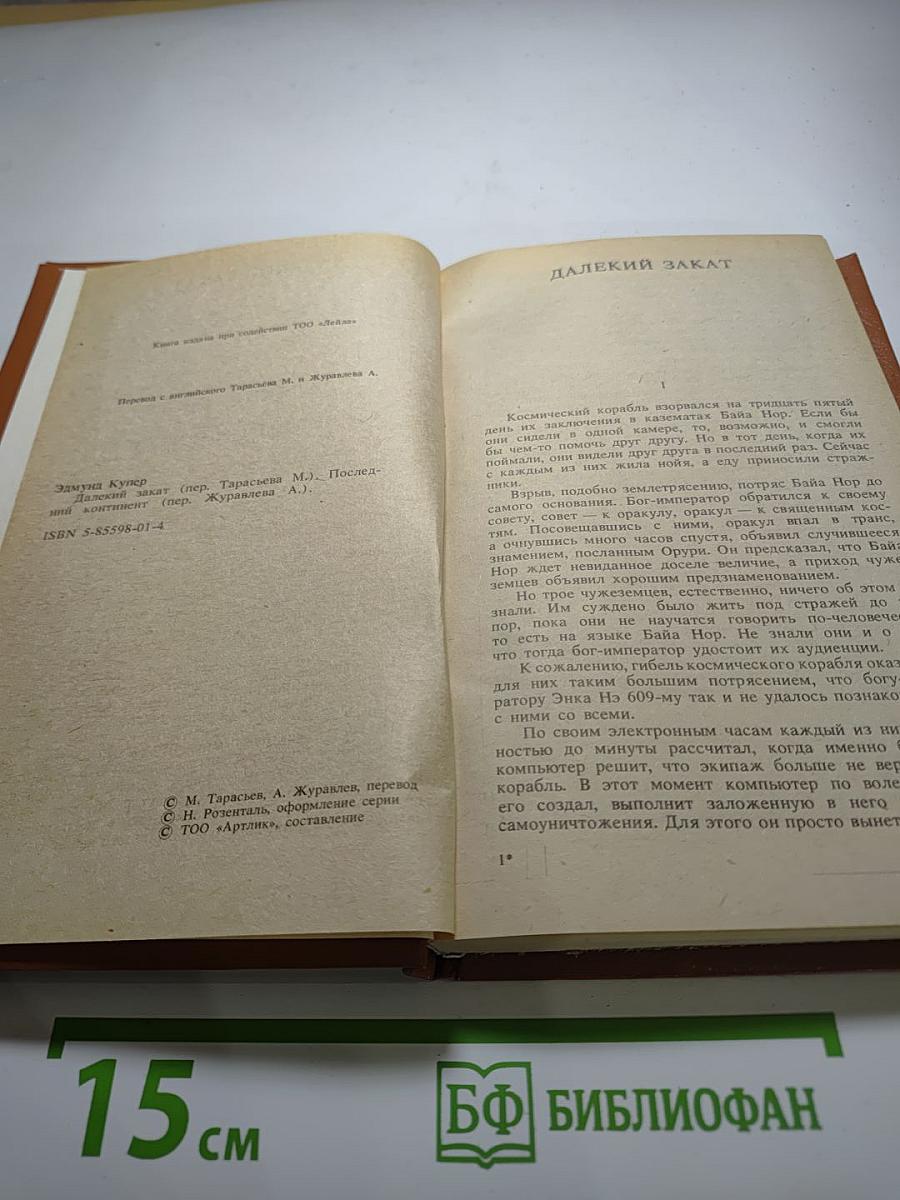 Книга издана при содействии ТОО «Лейла»
Перевод с английского Тарасьева М. и Журавлева А.
Эдмунд Купер
Далекий закат (пер. Тарасьева М.). Послед-
ний континент (пер. Журавлева А.).
ISBN 5-85598-01-4
© М. Тарасьев, А. Журавлев, перевод
© Н. Розенталь, оформление серии
© ТОО «Артлик», составление
ДАЛЕКИЙ ЗАКАТ
I
Космический корабль взорвался на тридцать пятый
день их заключения в казематах Байа Нор. Если бы
они сидели в одной камере, то, возможно, и смогли
бы чем-то помочь друг другу. Но в тот день, когда их
поймали, они видели друг друга в последний раз. Сейчас
с каждым из них жила нойя, а еду приносили страж-
ники.
Взрыв, подобно землетрясению, потряс Байа Нор до
самого основания. Бог-император обратился к своему
совету, совет — к оракулу, оракул — к священным кос-
тям. Посовещавшись с ними, оракул впал в транс,
а очнувшись много часов спустя, объявил случившееся
знамением, посланным Орури. Он предсказал, что Байа
Нор ждет невиданное доселе величие, а приход чуже
земцев объявил хорошим предзнаменованием.
Но трое чужеземцев, естественно, ничего об этом
знали. Им суждено было жить под стражей до
пор, пока они не научатся говорить по-человече
то есть на языке Байа Нор. Не знали они и о
что тогда бог-император удостоит их аудиенции.
К сожалению, гибель космического корабля оказ
для них таким большим потрясением, что богу
ратору Энка Нэ 609-му так и не удалось познако
с ними со всеми.
По своим электронным часам каждый из ни
ностью до минуты рассчитал, когда именно
компьютер решит, что экипаж больше не вер
корабль. В этот момент компьютер по воле
его создал, выполнит заложенную в него
самоуничтожения. Для этого он просто вынет
1*
15 см
БФ БИБЛИОФАН